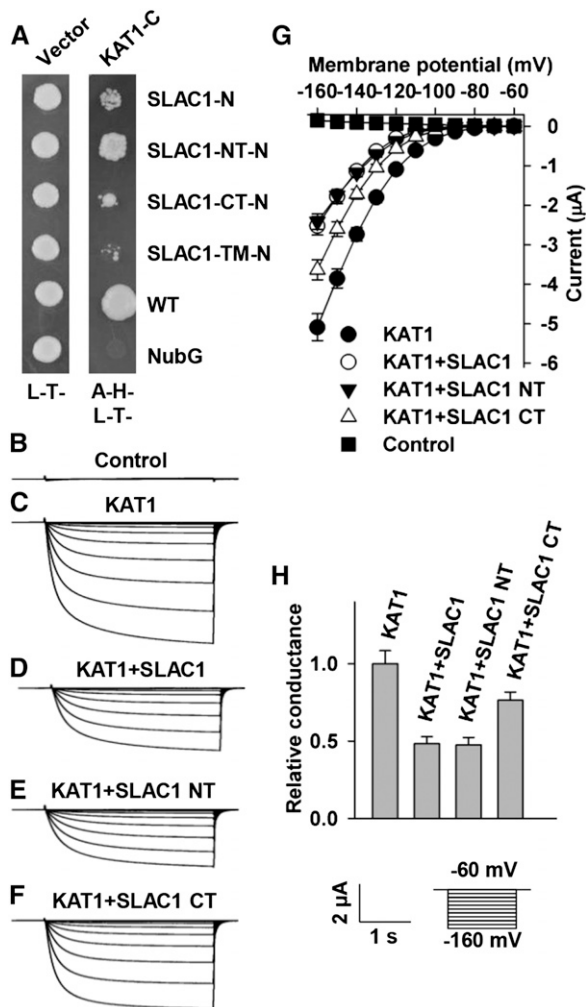 A
Vector
KAT1-C
SLAC1-N
SLAC1-NT-N
SLAC1-CT-N
SLAC1-TM-N
WT
NubG
L-T-
A-H-
L-T-
B
Control
C
KAT1
D
KAT1+SLAC1
E
KAT1+SLAC1 NT
F
KAT1+SLAC1 CT
G
Membrane potential (mV)
-160 -140 -120 -100 -80 -60
0
-1
-2
-3
-4
-5
-6
Current (µA)
KAT1
KAT1+SLAC1
KAT1+SLAC1 NT
KAT1+SLAC1 CT
Control
H
KAT1
KAT1+SLAC1
KAT1+SLAC1 NT
KAT1+SLAC1 CT
Relative conductance
1.0
0.5
0.0
2 µA
1 s
-60 mV
-160 mV